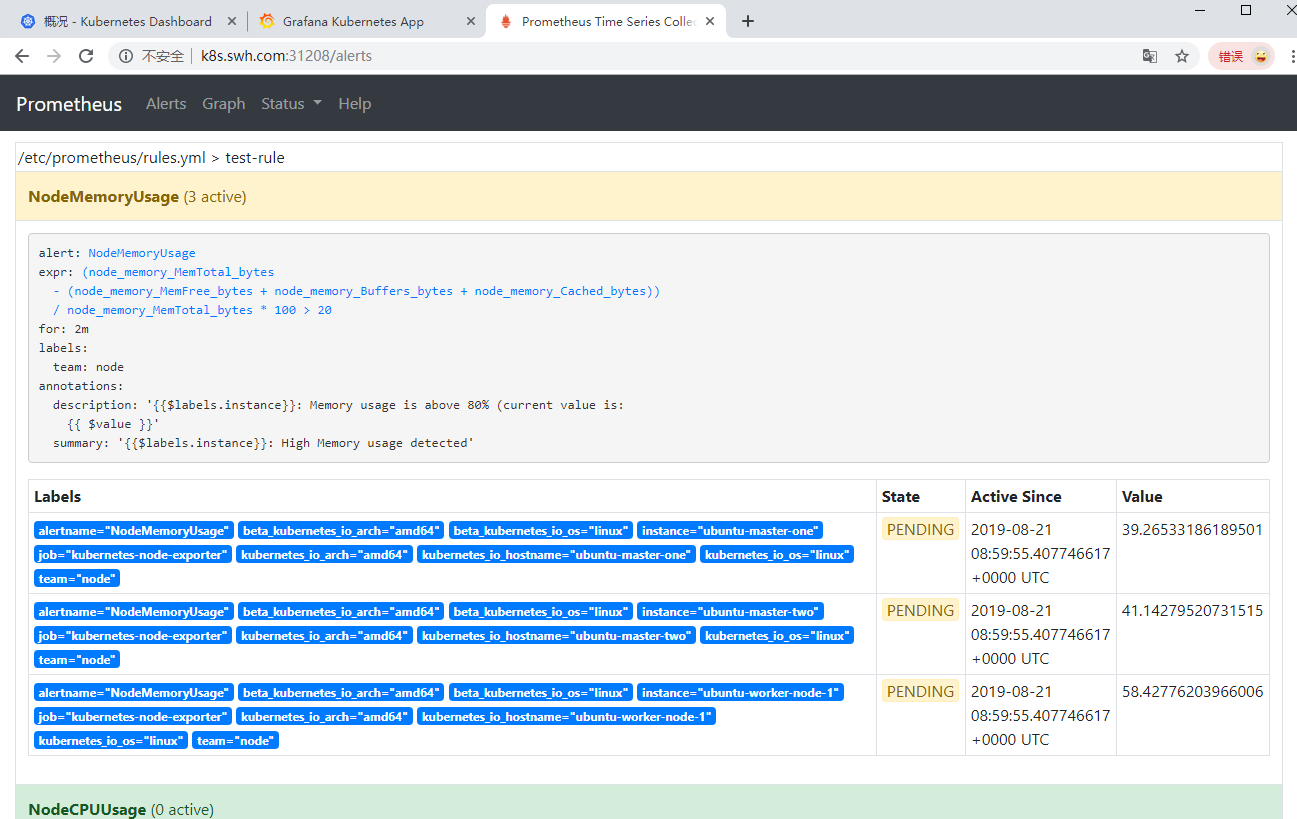 概况 - Kubernetes Dashboard
Grafana Kubernetes App
Prometheus Time Series Collec
不安全 k8s.swh.com:31208/alerts
错误
Prometheus Alerts Graph Status Help
/etc/prometheus/rules.yml > test-rule
NodeMemoryUsage (3 active)
alert: NodeMemoryUsage
expr: (node_memory_MemTotal_bytes
- (node_memory_MemFree_bytes + node_memory_Buffers_bytes + node_memory_Cached_bytes))
/ node_memory_MemTotal_bytes * 100 > 20
for: 2m
labels:
team: node
annotations:
description: '{{$labels.instance}}: Memory usage is above 80% (current value is:
{{ $value }}'
summary: '{{$labels.instance}}: High Memory usage detected'
Labels State Active Since Value
alertname="NodeMemoryUsage" beta_kubernetes_io_arch="amd64" beta_kubernetes_io_os="linux" instance="ubuntu-master-one" PENDING 2019-08-21 39.26533186189501
job="kubernetes-node-exporter" kubernetes_io_arch="amd64" kubernetes_io_hostname="ubuntu-master-one" kubernetes_io_os="linux" 08:59:55.407746617
team="node" +0000 UTC
alertname="NodeMemoryUsage" beta_kubernetes_io_arch="amd64" beta_kubernetes_io_os="linux" instance="ubuntu-master-two" PENDING 2019-08-21 41.14279520731515
job="kubernetes-node-exporter" kubernetes_io_arch="amd64" kubernetes_io_hostname="ubuntu-master-two" kubernetes_io_os="linux" 08:59:55.407746617
team="node" +0000 UTC
alertname="NodeMemoryUsage" beta_kubernetes_io_arch="amd64" beta_kubernetes_io_os="linux" instance="ubuntu-worker-node-1" PENDING 2019-08-21 58.42776203966006
job="kubernetes-node-exporter" kubernetes_io_arch="amd64" kubernetes_io_hostname="ubuntu-worker-node-1" 08:59:55.407746617
kubernetes_io_os="linux" team="node" +0000 UTC
NodeCPUUsage (0 active)